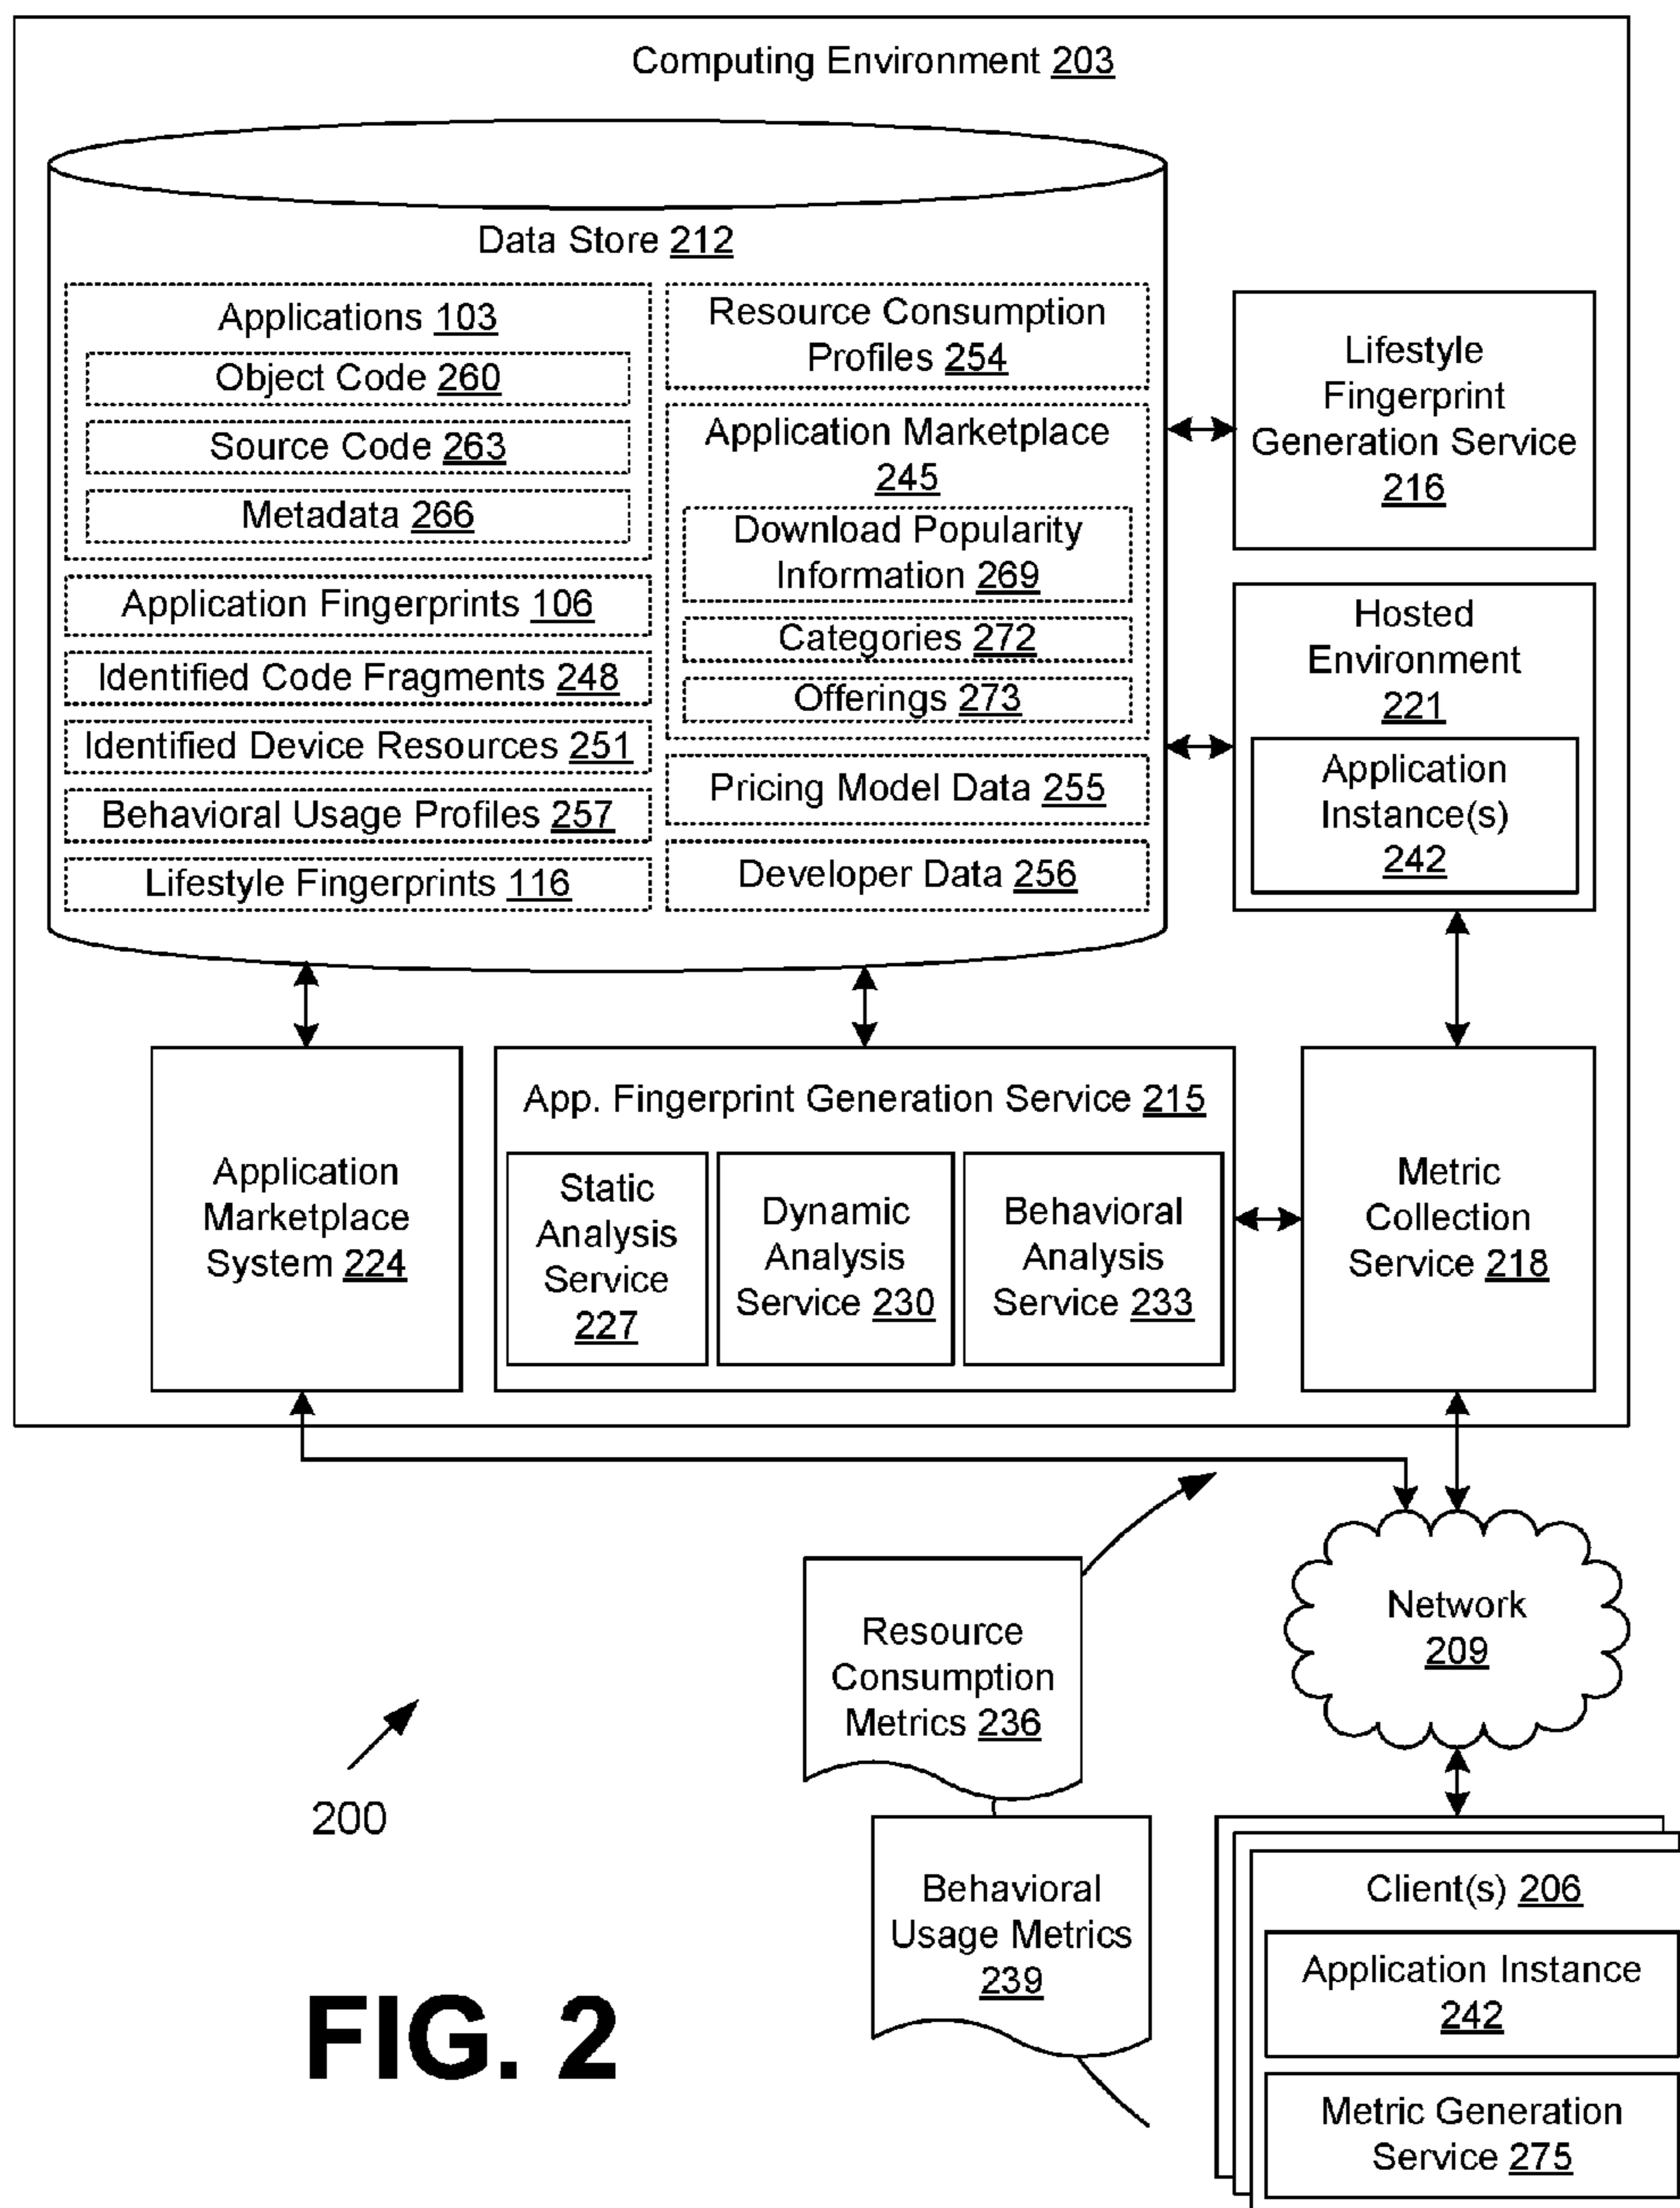 Computing Environment 203
Data Store 212
Applications 103
Object Code 260
Source Code 263
Metadata 266
Application Fingerprints 106
Identified Code Fragments 248
Identified Device Resources 251
Behavioral Usage Profiles 257
Lifestyle Fingerprints 116
Resource Consumption
Profiles 254
Application Marketplace
245
Download Popularity
Information 269
Categories 272
Offerings 273
Pricing Model Data 255
Developer Data 256
Lifestyle
Fingerprint
Generation Service
216
Hosted
Environment
221
Application
Instance(s)
242
Application
Marketplace
System 224
App. Fingerprint Generation Service 215
Static
Analysis
Service
227
Dynamic
Analysis
Service 230
Behavioral
Analysis
Service 233
Metric
Collection
Service 218
Network
209
Resource
Consumption
Metrics 236
Behavioral
Usage Metrics
239
200
Client(s) 206
Application Instance
242
Metric Generation
Service 275
FIG. 2